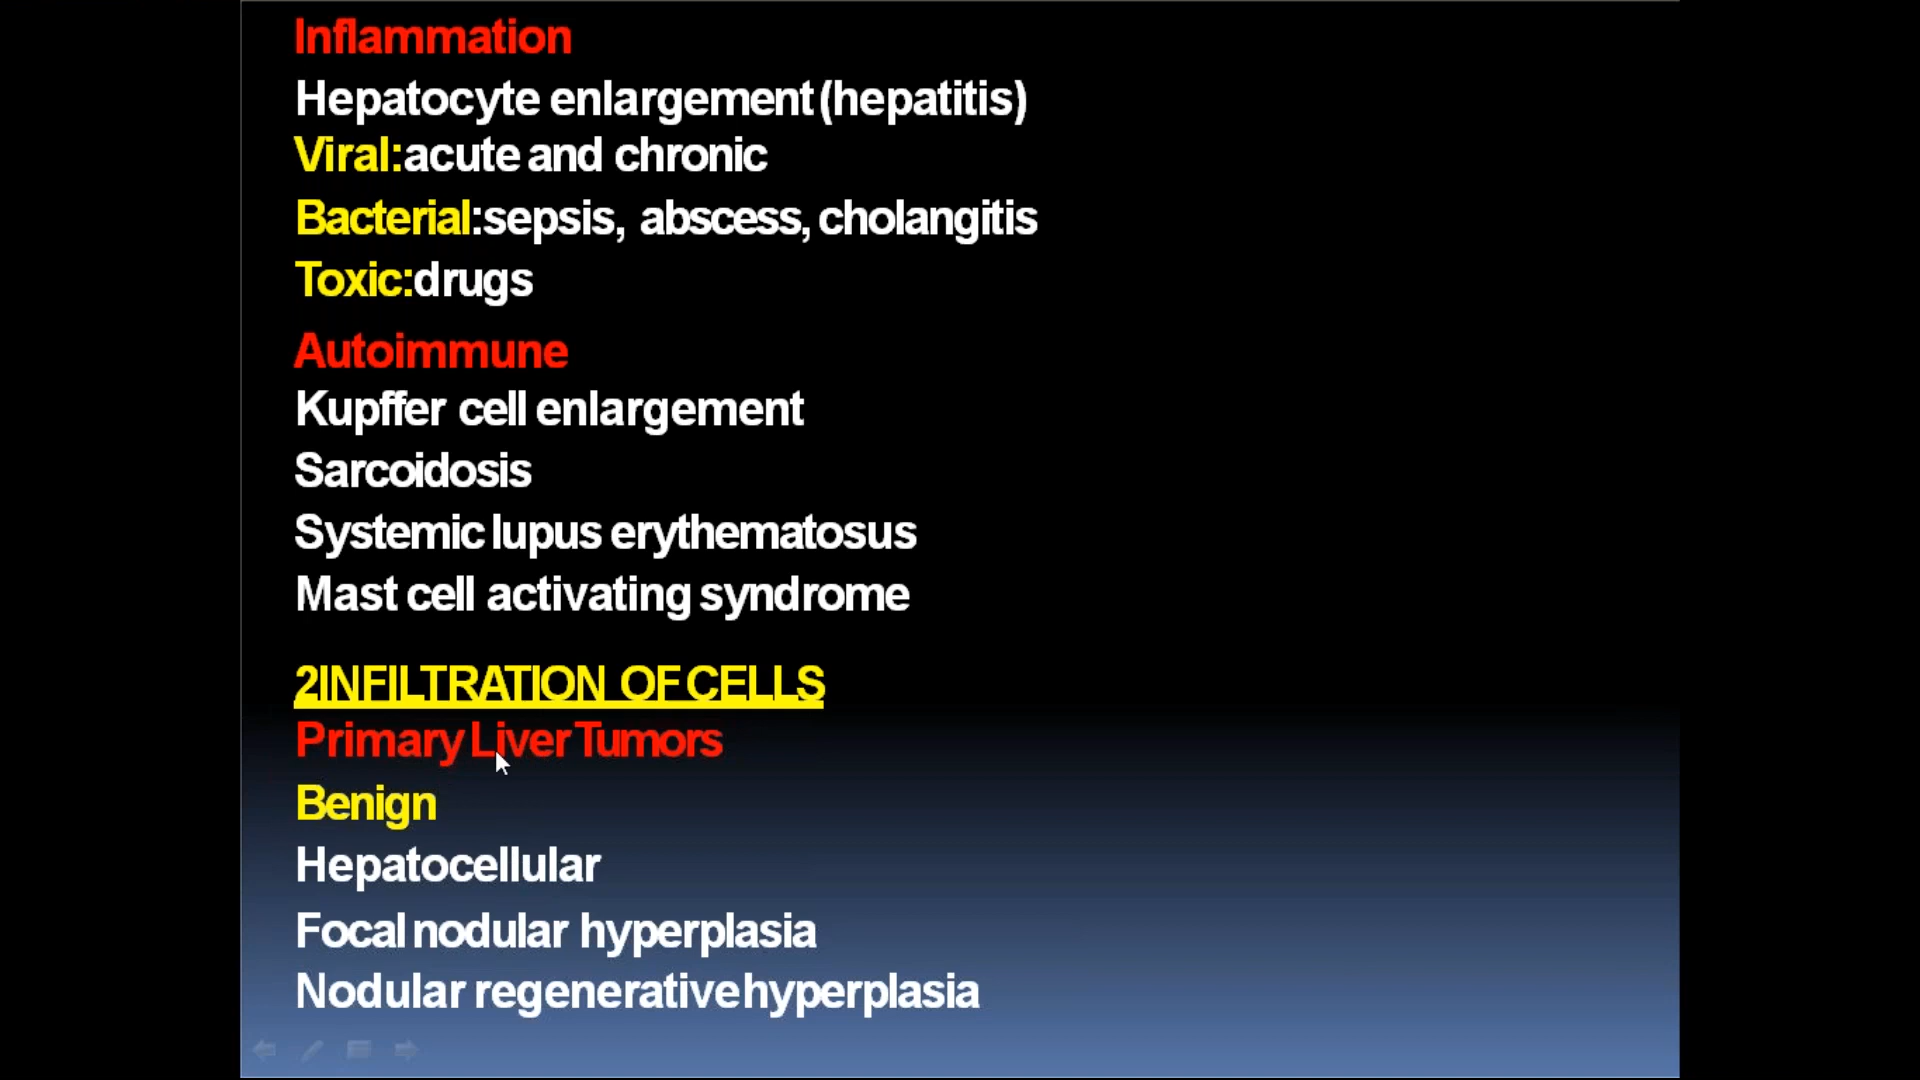 Inflammation
Hepatocyte enlargement (hepatitis)
Viral:acute and chronic
Bacterial:sepsis, abscess, cholangitis
Toxic:drugs
Autoimmune
Kupffer cell enlargement
Sarcoidosis
Systemic lupus erythematosus
Mast cell activating syndrome
2INFILTRATION OF CELLS
Primary Liver Tumors
Benign
Hepatocellular
Focal nodular hyperplasia
Nodular regenerative hyperplasia